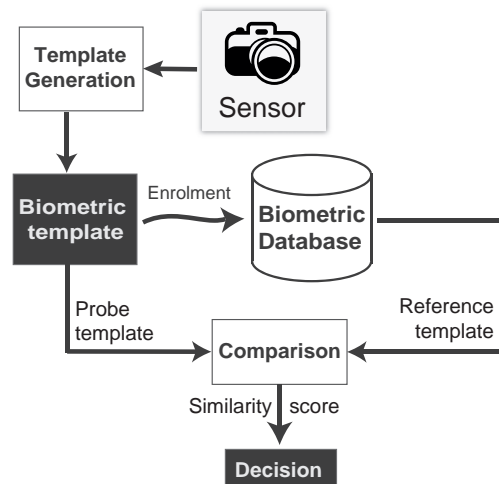 Template
Generation
Sensor
Biometric
template
Enrolment
Biometric
Database
Probe
template
Reference
template
Comparison
Similarity score
Decision